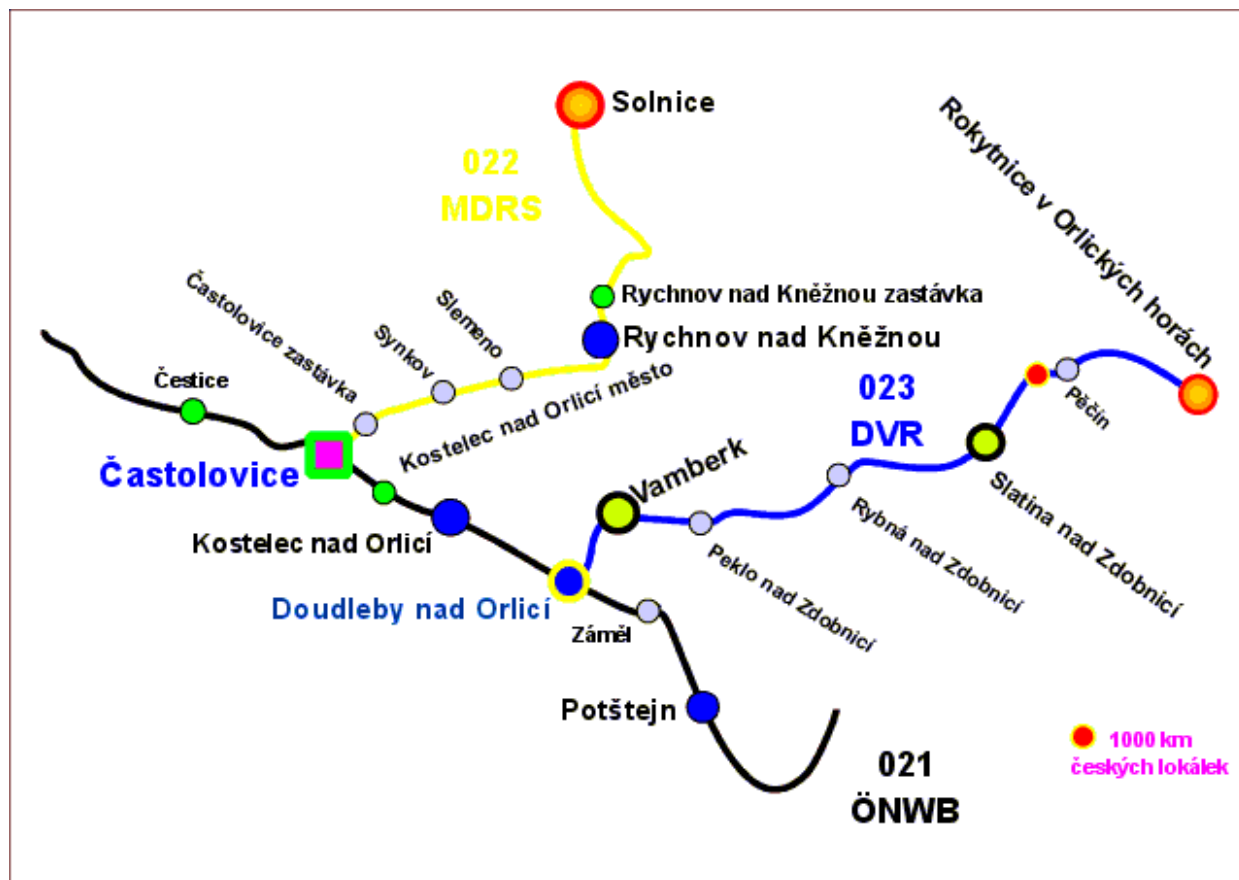 Solnice
Rokytnice v Orlických horách
022
MDRS
Rychnov nad Kněžnou zastávka
Rychnov nad Kněžnou
Slemeno
Synkov
Častolovice zastávka
Čestice
Častolovice
Kostelec nad Orlicí město
Kostelec nad Orlicí
023
DVR
Pěčín
Slatina nad Zdobnicí
Rybná nad Zdobnicí
Vamberk
Peklo nad Zdobnicí
Doudleby nad Orlicí
Záměl
Potštejn
021
ÖNWB
1000 km
českých lokálek